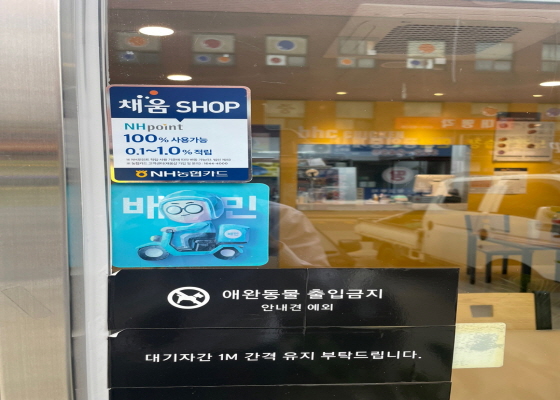 채움 SHOP
NHpoint
100% 사용가능
0.1~1.0% 적립
NH농협카드
배 민
애완동물 출입금지
안내견 예외
대기자간 1M 간격 유지 부탁드립니다.